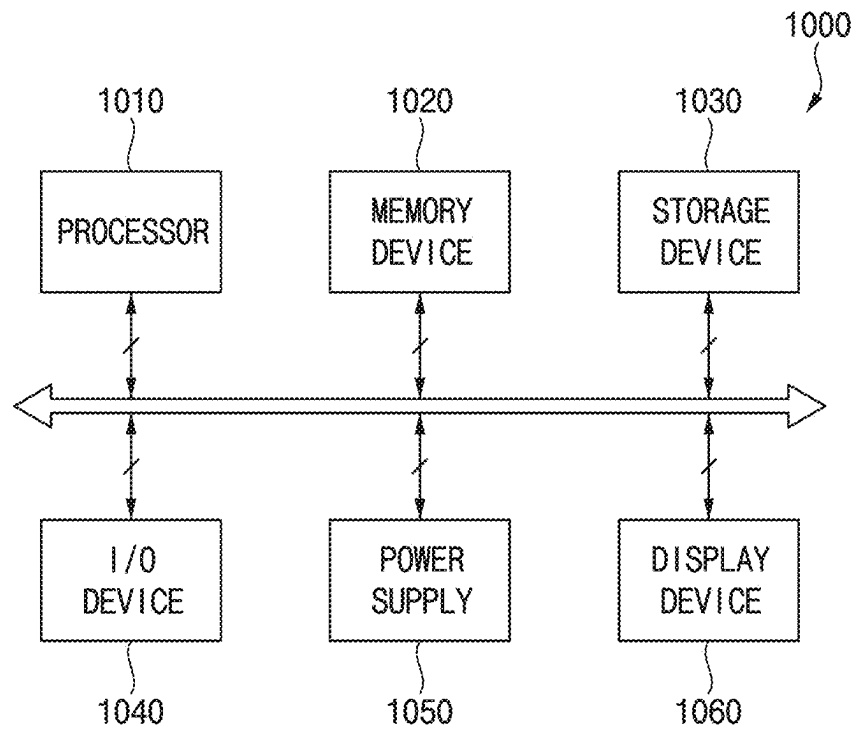 1000
1010
1020
1030
PROCESSOR
MEMORY
DEVICE
STORAGE
DEVICE
I/O
DEVICE
POWER
SUPPLY
DISPLAY
DEVICE
1040
1050
1060